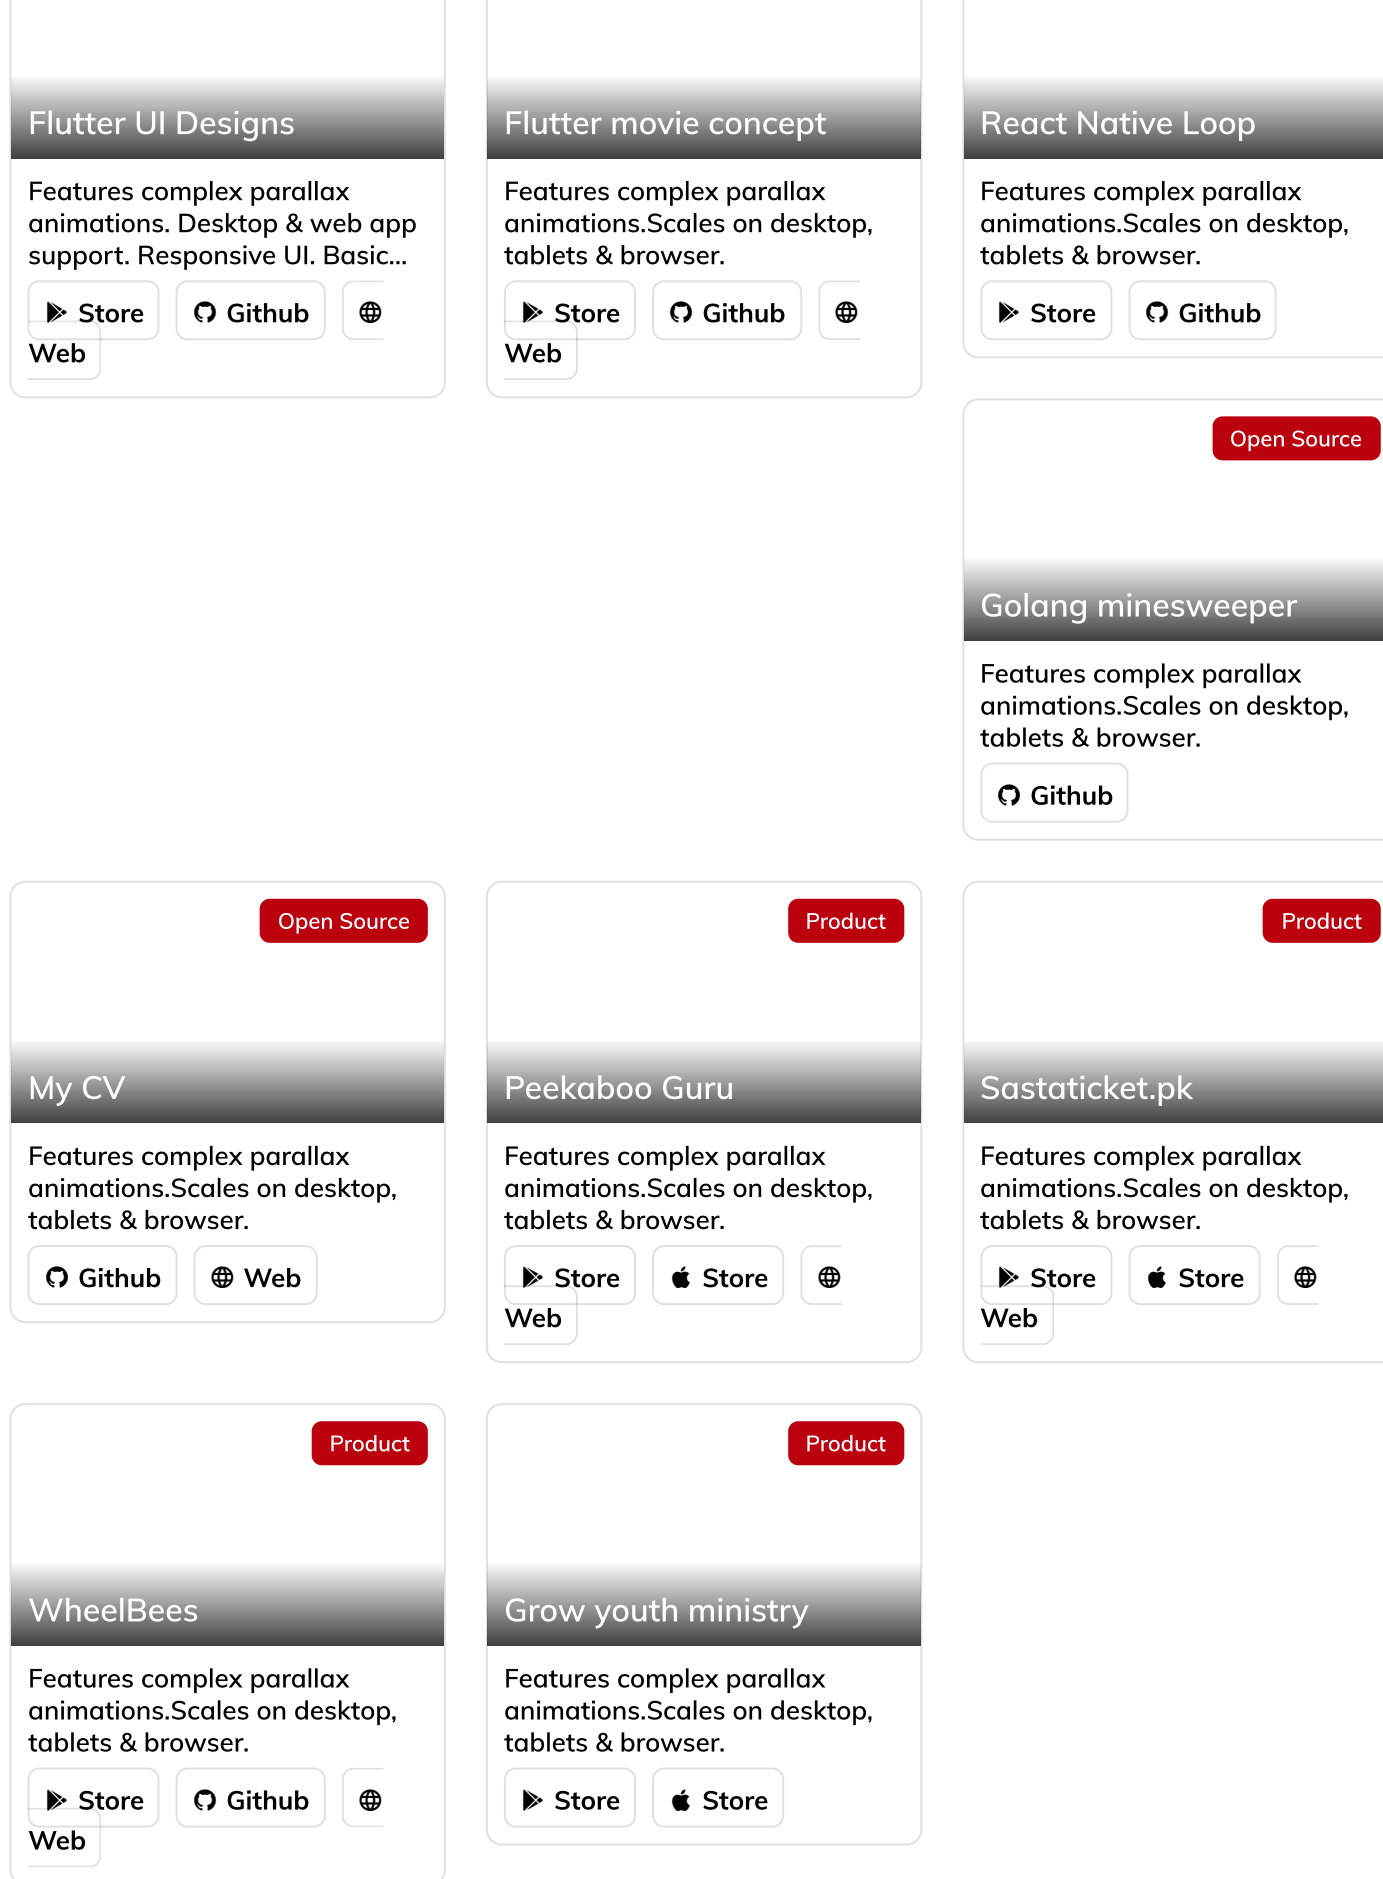 Flutter UI Designs
Features complex parallax
animations. Desktop & web app
support. Responsive UI. Basic...
Store
Github
Web
Flutter movie concept
Features complex parallax
animations.Scales on desktop,
tablets & browser.
Store
Github
Web
React Native Loop
Features complex parallax
animations.Scales on desktop,
tablets & browser.
Store
Github
Open Source
Golang minesweeper
Features complex parallax
animations.Scales on desktop,
tablets & browser.
Github
Open Source
My CV
Features complex parallax
animations.Scales on desktop,
tablets & browser.
Github
Web
Product
Peekaboo Guru
Features complex parallax
animations.Scales on desktop,
tablets & browser.
Store
Store
Web
Product
Sastaticket.pk
Features complex parallax
animations.Scales on desktop,
tablets & browser.
Store
Store
Web
Product
WheelBees
Features complex parallax
animations.Scales on desktop,
tablets & browser.
Store
Github
Web
Product
Grow youth ministry
Features complex parallax
animations.Scales on desktop,
tablets & browser.
Store
Store